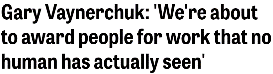 Gary Vaynerchuk: 'We're about
to award people for work that no
human has actually seen'